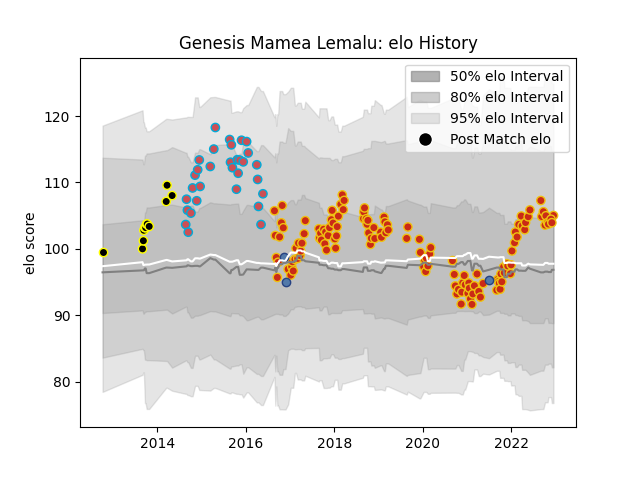 Genesis Mamea Lemalu: elo History
50% elo Interval
80% elo Interval
95% elo Interval
Post Match elo
elo score
120
110
100
90
80
2014
2016
2018
2020
2022